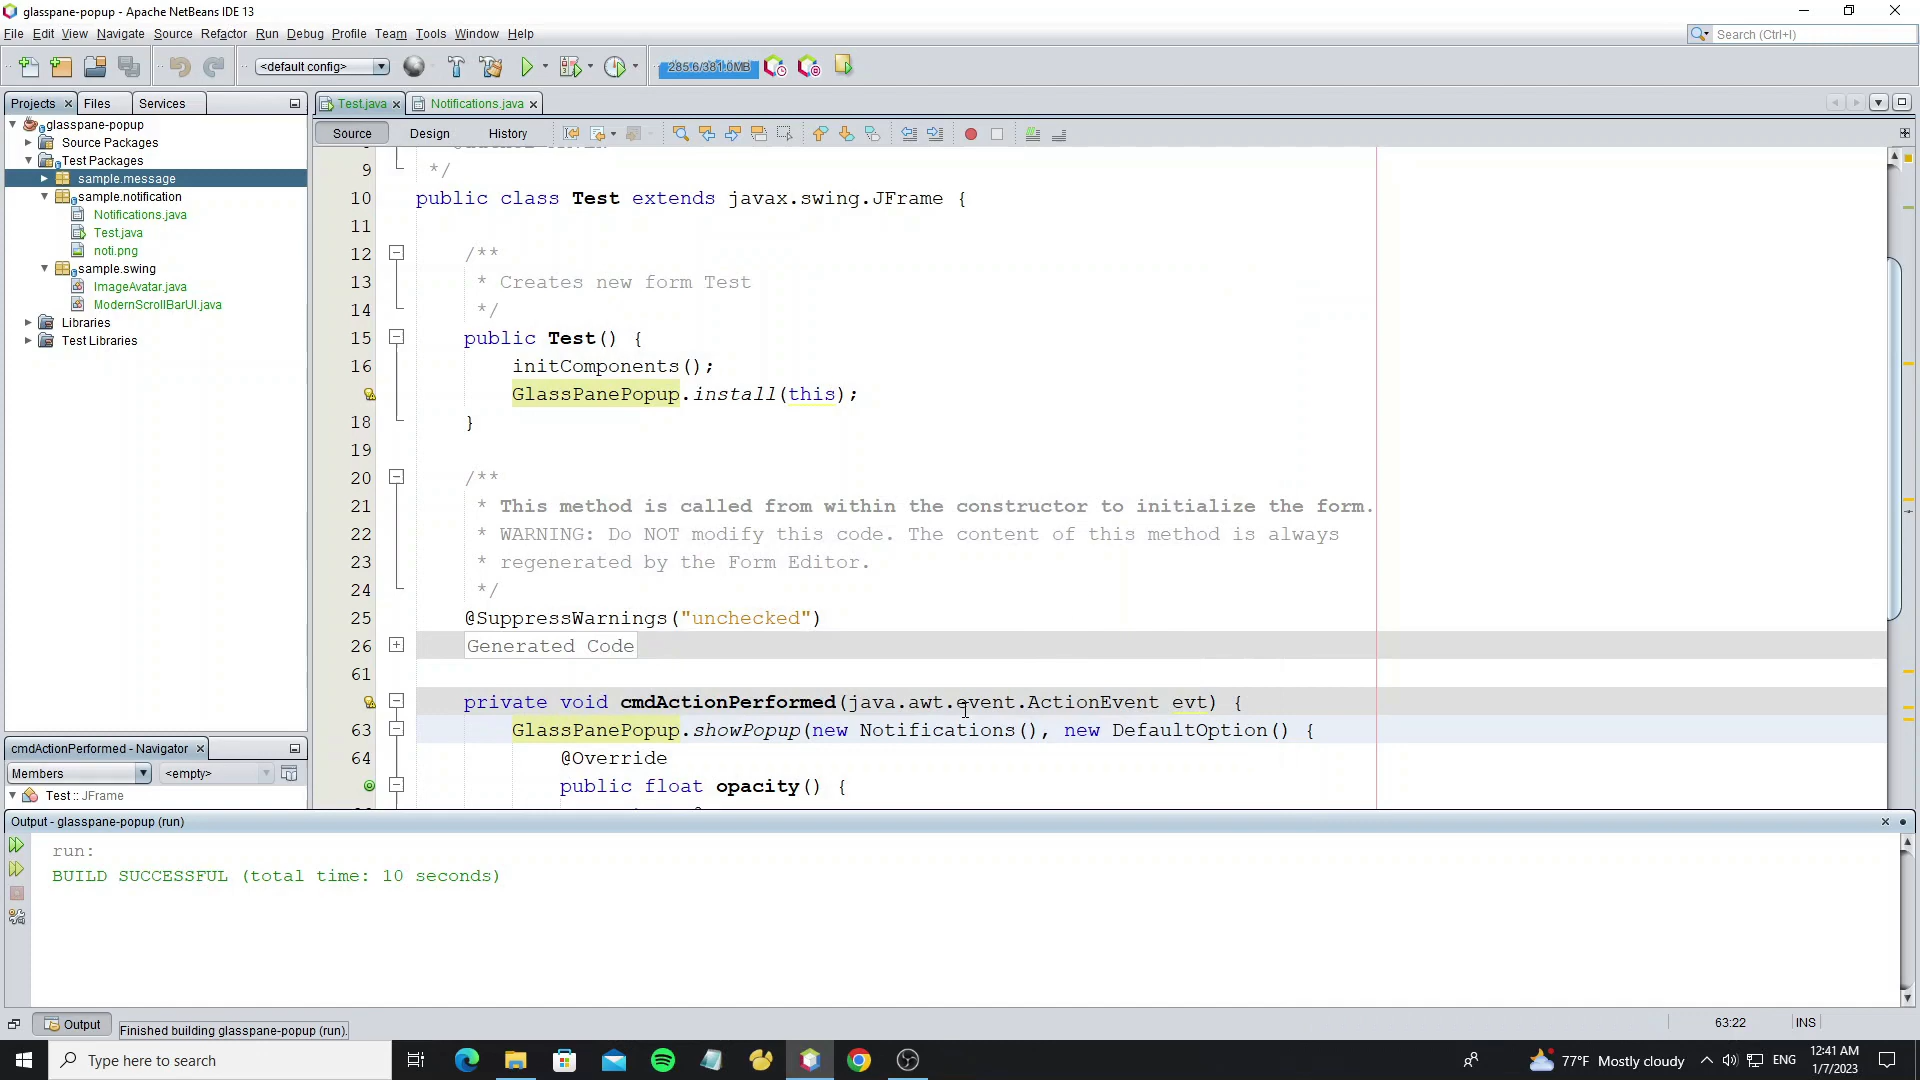 glasspane-popup - Apache NetBeans IDE 13
File Edit View Navigate Source Refactor Run Debug Profile Team Tools Window Help
Search (Ctrl+I)
<default config>
285.6/381.0MB
Projects Files Services
Test.java Notifications.java
Source Design History
glasspane-popup
Source Packages
Test Packages
sample.message
sample.notification
Notifications.java
Test.java
noti.png
sample.swing
ImageAvatar.java
ModernScrollBarUI.java
Libraries
Test Libraries
9 */
10 public class Test extends javax.swing.JFrame {
11
12 /**
13 * Creates new form Test
14 */
15 public Test() {
16 initComponents();
GlassPanePopup.install(this);
18 }
19
20 /**
21 * This method is called from within the constructor to initialize the form.
22 * WARNING: Do NOT modify this code. The content of this method is always
23 * regenerated by the Form Editor.
24 */
25 @SuppressWarnings("unchecked")
26 Generated Code
61
private void cmdActionPerformed(java.awt.event.ActionEvent evt) {
63 GlassPanePopup.showPopup(new Notifications(), new DefaultOption() {
64 @Override
public float opacity() {
cmdActionPerformed - Navigator
Members <empty>
Test :: JFrame
Output - glasspane-popup (run)
run:
BUILD SUCCESSFUL (total time: 10 seconds)
Output
Finished building glasspane-popup (run).
63:22 INS
Type here to search
77°F Mostly cloudy
ENG
12:41 AM
1/7/2023